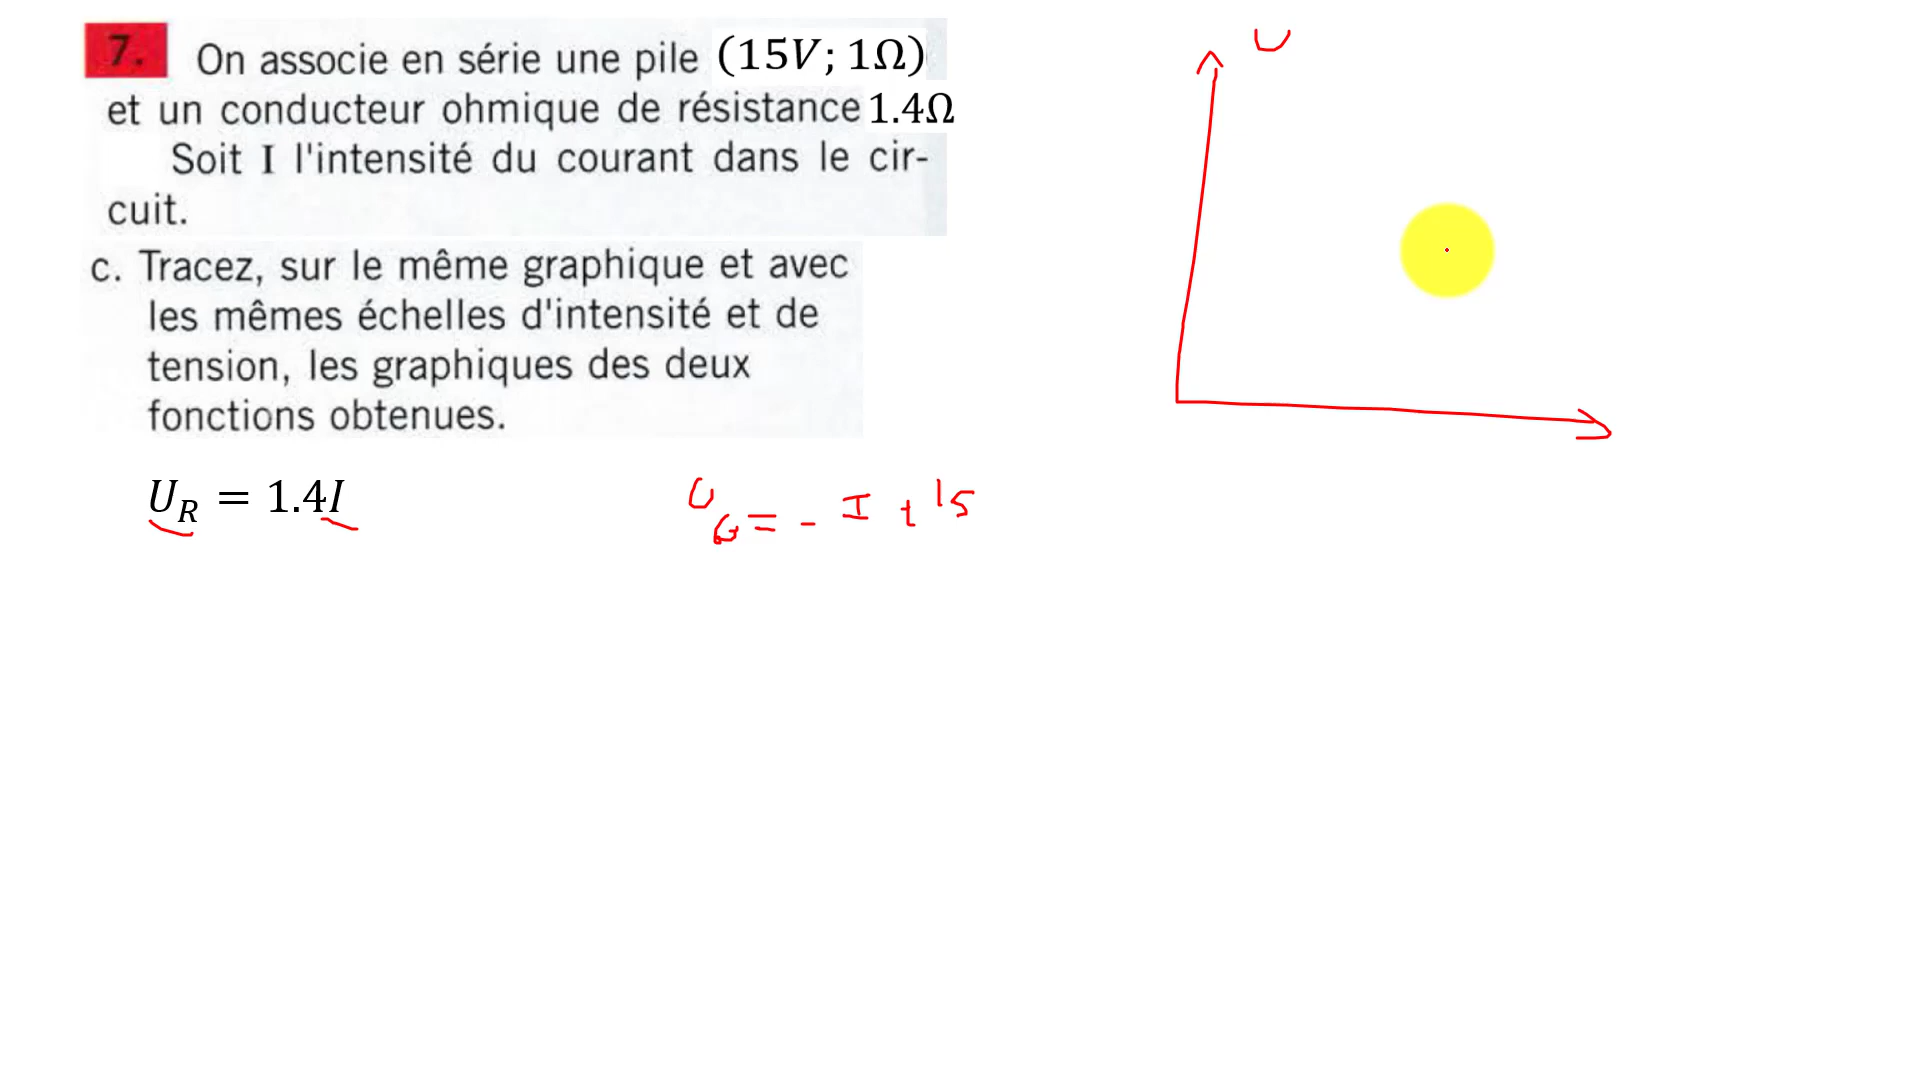 7. On associe en série une pile (15V; 1Ω)
et un conducteur ohmique de résistance 1.4Ω
Soit I l'intensité du courant dans le cir-
cuit.
c. Tracez, sur le même graphique et avec
les mêmes échelles d'intensité et de
tension, les graphiques des deux
fonctions obtenues.
U_R = 1.4I
U_G = - I + 15
U